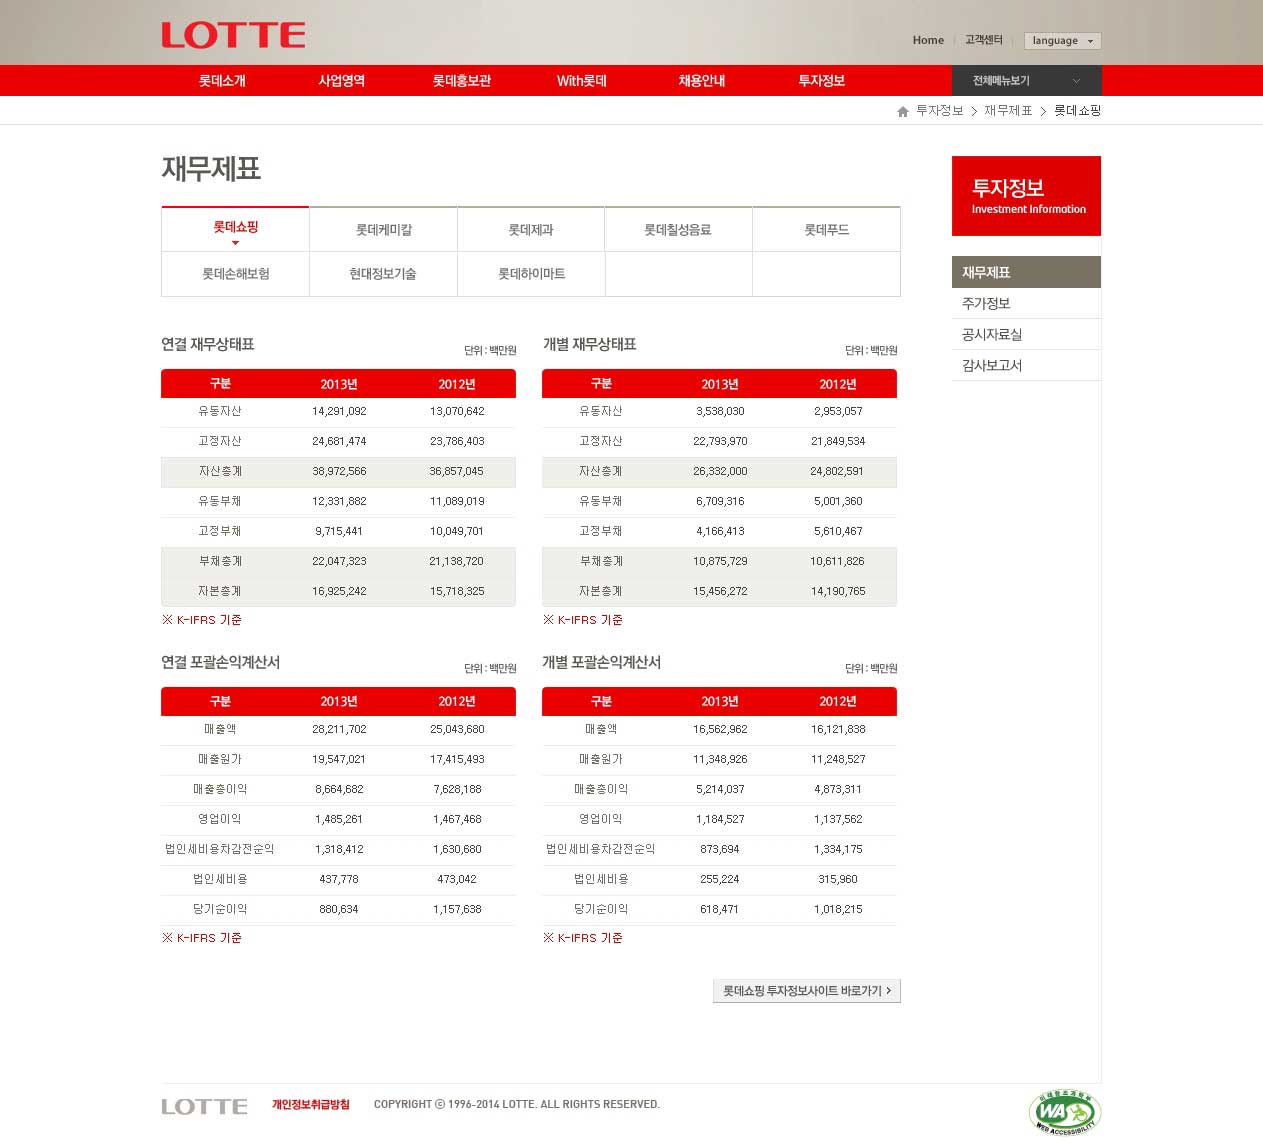 LOTTE
Home 고객센터 language
롯데소개 사업영역 롯데홍보관 With롯데 채용안내 투자정보 전체메뉴보기
투자정보 > 재무제표 > 롯데쇼핑
재무제표
롯데쇼핑 롯데케미칼 롯데제과 롯데칠성음료 롯데푸드
롯데손해보험 현대정보기술 롯데하이마트
투자정보
Investment Information
재무제표
주가정보
공시자료실
감사보고서
연결 재무상태표 단위 : 백만원
구분 2013년 2012년
유동자산 14,291,092 13,070,642
고정자산 24,681,474 23,786,403
자산총계 38,972,566 36,857,045
유동부채 12,331,882 11,089,019
고정부채 9,715,441 10,049,701
부채총계 22,047,323 21,138,720
자본총계 16,925,242 15,718,325
※ K-IFRS 기준
개별 재무상태표 단위 : 백만원
구분 2013년 2012년
유동자산 3,538,030 2,953,057
고정자산 22,793,970 21,849,534
자산총계 26,332,000 24,802,591
유동부채 6,709,316 5,001,360
고정부채 4,166,413 5,610,467
부채총계 10,875,729 10,611,826
자본총계 15,456,272 14,190,765
※ K-IFRS 기준
연결 포괄손익계산서 단위 : 백만원
구분 2013년 2012년
매출액 28,211,702 25,043,680
매출원가 19,547,021 17,415,493
매출총이익 8,664,682 7,628,188
영업이익 1,485,261 1,467,468
법인세비용차감전순익 1,318,412 1,630,680
법인세비용 437,778 473,042
당기순이익 880,634 1,157,638
※ K-IFRS 기준
개별 포괄손익계산서 단위 : 백만원
구분 2013년 2012년
매출액 16,562,962 16,121,838
매출원가 11,348,926 11,248,527
매출총이익 5,214,037 4,873,311
영업이익 1,184,527 1,137,562
법인세비용차감전순익 873,694 1,334,175
법인세비용 255,224 315,960
당기순이익 618,471 1,018,215
※ K-IFRS 기준
롯데쇼핑 투자정보사이트 바로가기 >
LOTTE 개인정보취급방침 COPYRIGHT ⓒ 1996-2014 LOTTE. ALL RIGHTS RESERVED.
미래창조과학부
WA
WEB ACCESSIBILITY